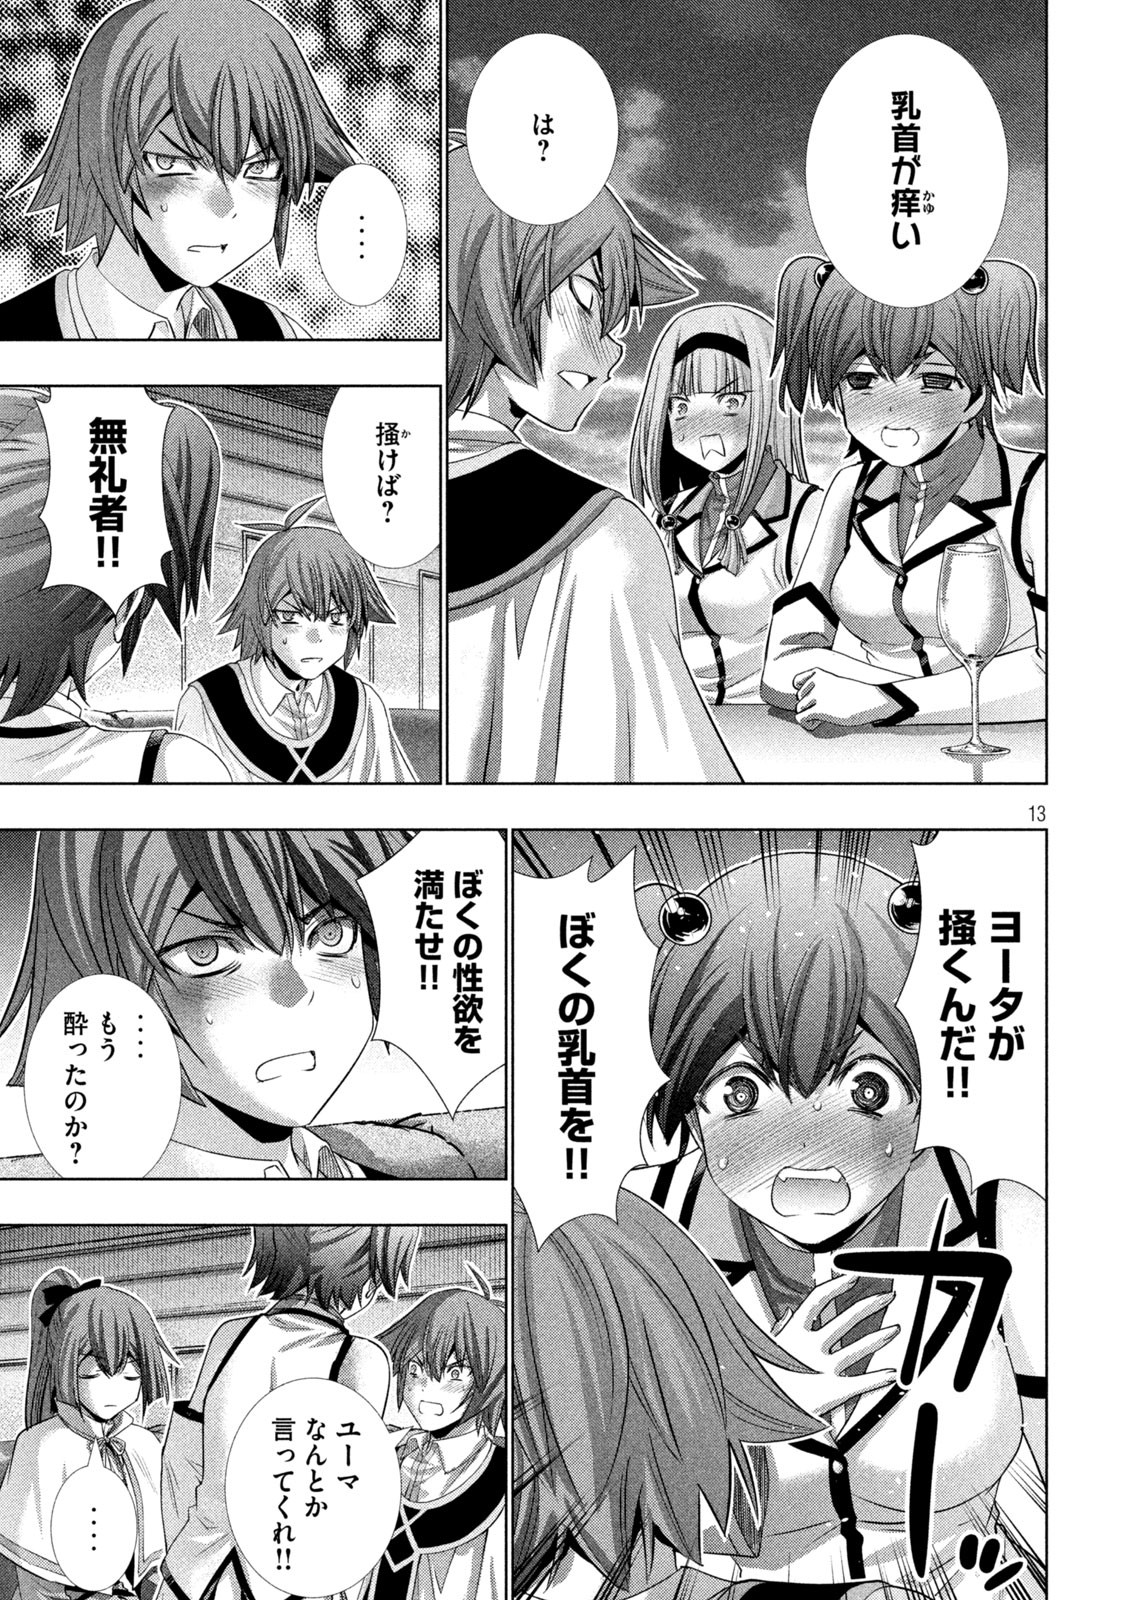 乳首が痒い
かゆ
は?
‥‥
掻けば?
か
無礼者!!
13
ヨータが
掻くんだ!!
ぼくの乳首を!!
カーッ
ぼくの性欲を
満たせ!!
‥‥
もう
酔ったのか?
ユーマ
なんとか
言ってくれ!!
‥‥